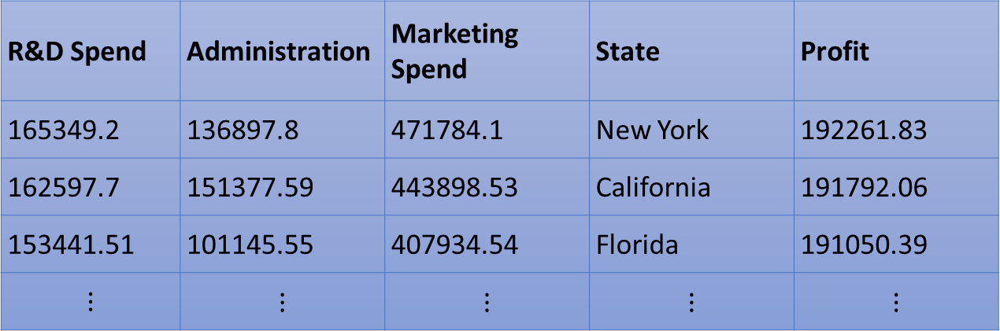 R&D Spend Administration Marketing Spend State Profit
165349.2 136897.8 471784.1 New York 192261.83
162597.7 151377.59 443898.53 California 191792.06
153441.51 101145.55 407934.54 Florida 191050.39
⋮ ⋮ ⋮ ⋮ ⋮